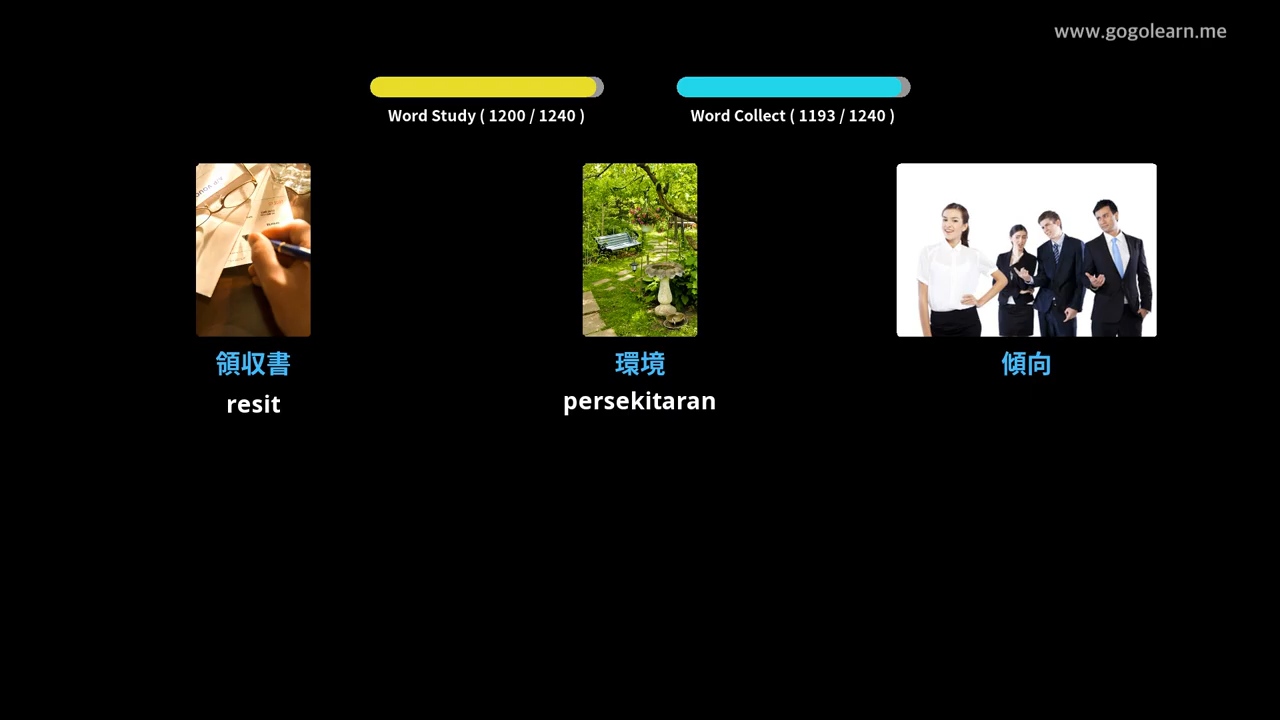 www.gogolearn.me
Word Study ( 1200 / 1240 )
Word Collect ( 1193 / 1240 )
領収書
resit
環境
persekitaran
傾向